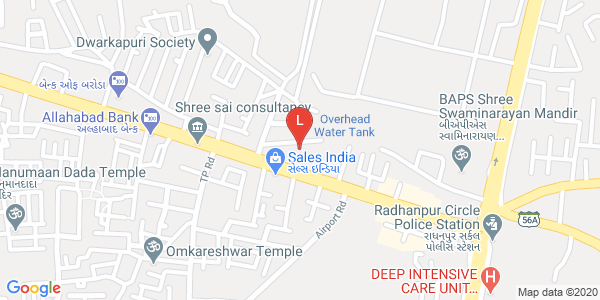 Dwarkapuri Society
બેન્ક ઓફ બરોડા
Allahabad Bank
અલ્હાબાદ બેન્ક
Shree sai consultancy
L
Overhead
Water Tank
BAPS Shree
Swaminarayan Mandir
બીએપીએસ
સ્વામિનારાયણ...
Sales India
સેલ્સ ઇન્ડિયા
TP Rd
Hanumaan Dada Temple
Omkareshwar Temple
Airport Rd
Radhanpur Circle
Police Station
રાધનપુર સર્કલ
પોલીસ સ્ટેશન
56A
DEEP INTENSIVE
CARE UNIT...
H
Map data ©2020